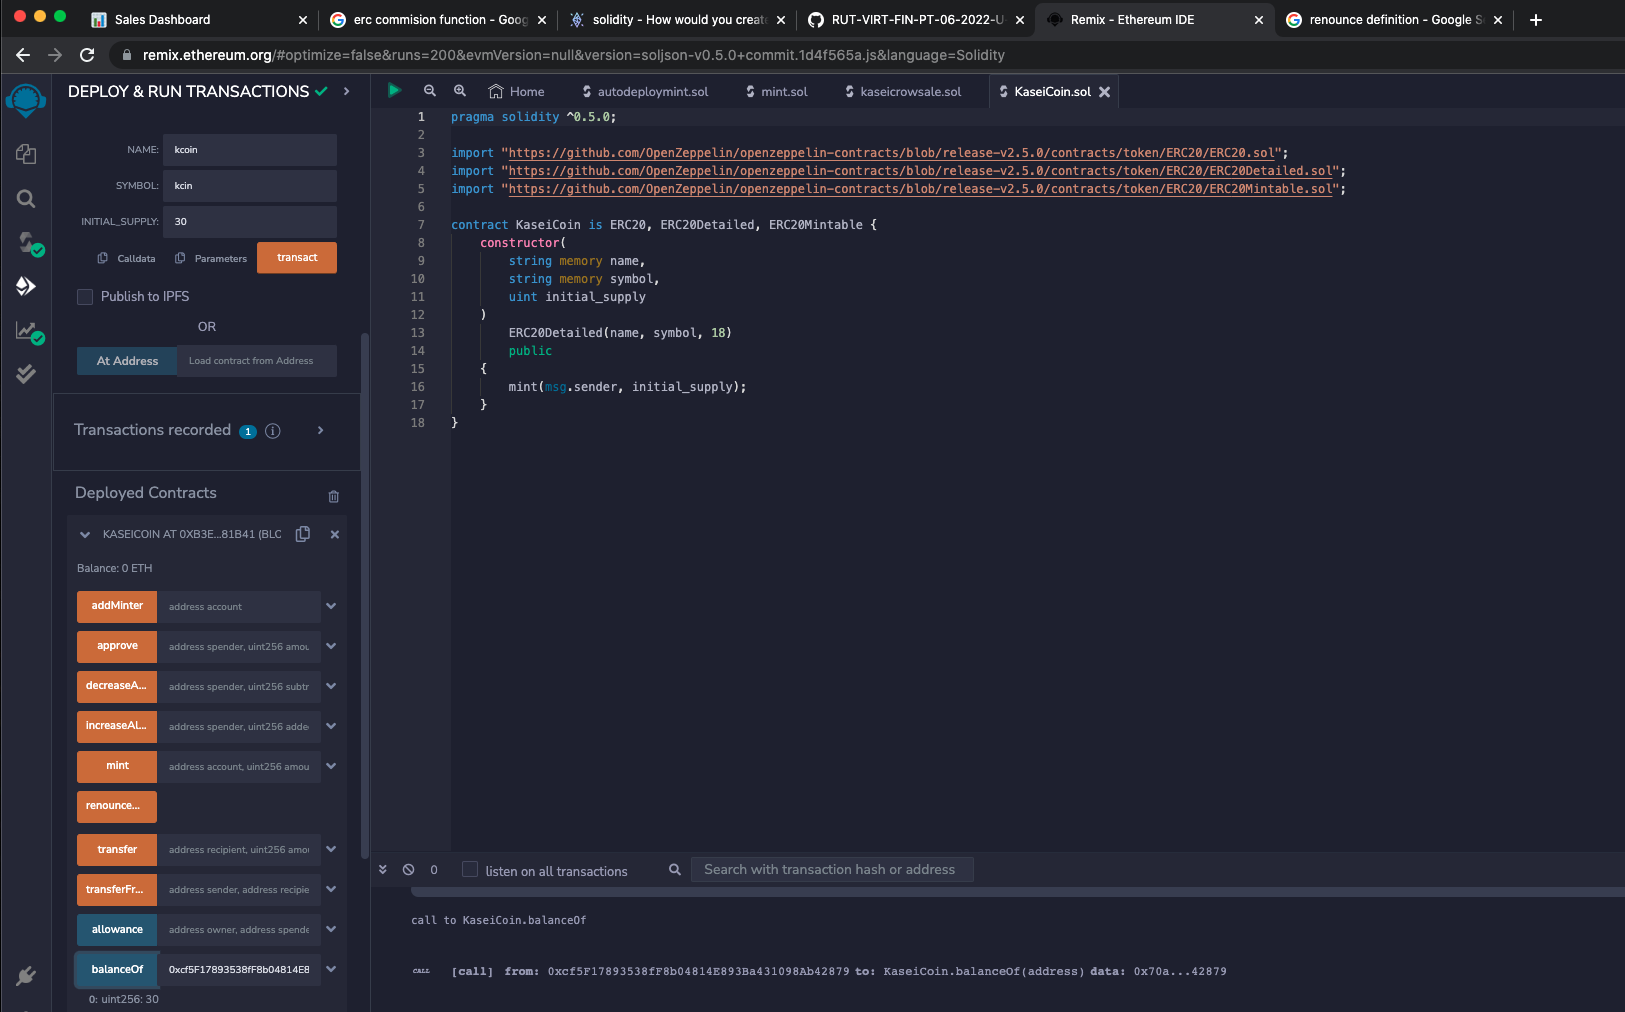 Sales Dashboard
erc commision function - Goog
solidity - How would you create
RUT-VIRT-FIN-PT-06-2022-U
Remix - Ethereum IDE
renounce definition - Google S
remix.ethereum.org/#optimize=false&runs=200&evmVersion=null&version=soljson-v0.5.0+commit.1d4f565a.js&language=Solidity
DEPLOY & RUN TRANSACTIONS
Home
autodeploymint.sol
mint.sol
kaseicrowsale.sol
KaseiCoin.sol
NAME: kcoin
SYMBOL: kcin
INITIAL_SUPPLY: 30
Calldata Parameters transact
Publish to IPFS
OR
At Address Load contract from Address
Transactions recorded 1 i
Deployed Contracts
KASEICOIN AT 0XB3E...81B41 (BLC
Balance: 0 ETH
addMinter address account
approve address spender, uint256 amou
decreaseA... address spender, uint256 subtr
increaseAl... address spender, uint256 adde
mint address account, uint256 amou
renounce...
transfer address recipient, uint256 amo
transferFr... address sender, address recipie
allowance address owner, address spende
balanceOf 0xcf5F17893538fF8b04814E8
0: uint256: 30
1 pragma solidity ^0.5.0;
2
3 import "https://github.com/OpenZeppelin/openzeppelin-contracts/blob/release-v2.5.0/contracts/token/ERC20/ERC20.sol";
4 import "https://github.com/OpenZeppelin/openzeppelin-contracts/blob/release-v2.5.0/contracts/token/ERC20/ERC20Detailed.sol";
5 import "https://github.com/OpenZeppelin/openzeppelin-contracts/blob/release-v2.5.0/contracts/token/ERC20/ERC20Mintable.sol";
6
7 contract KaseiCoin is ERC20, ERC20Detailed, ERC20Mintable {
8 constructor(
9 string memory name,
10 string memory symbol,
11 uint initial_supply
12 )
13 ERC20Detailed(name, symbol, 18)
14 public
15 {
16 mint(msg.sender, initial_supply);
17 }
18 }
0 listen on all transactions Search with transaction hash or address
call to KaseiCoin.balanceOf
CALL [call] from: 0xcf5F17893538fF8b04814E893Ba431098Ab42879 to: KaseiCoin.balanceOf(address) data: 0x70a...42879